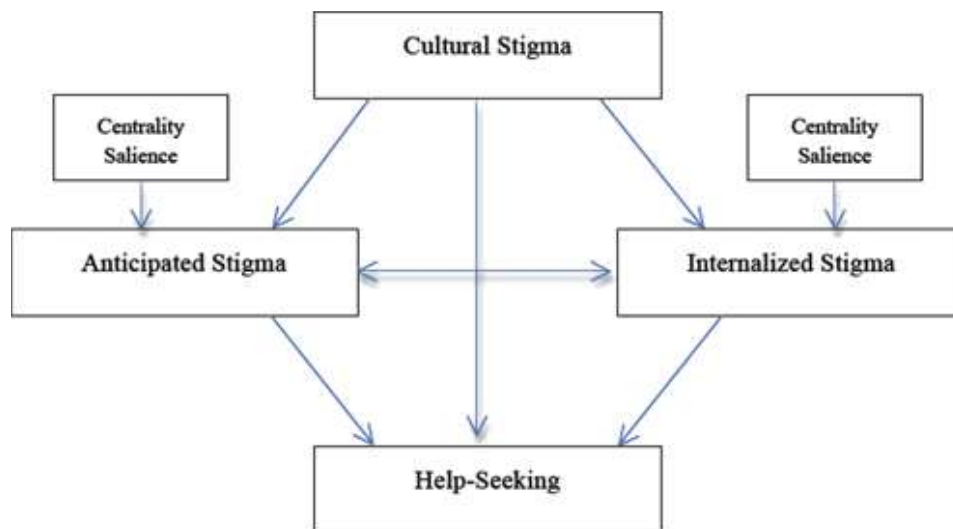 Cultural Stigma
Centrality
Salience
Centrality
Salience
Anticipated Stigma
Internalized Stigma
Help-Seeking